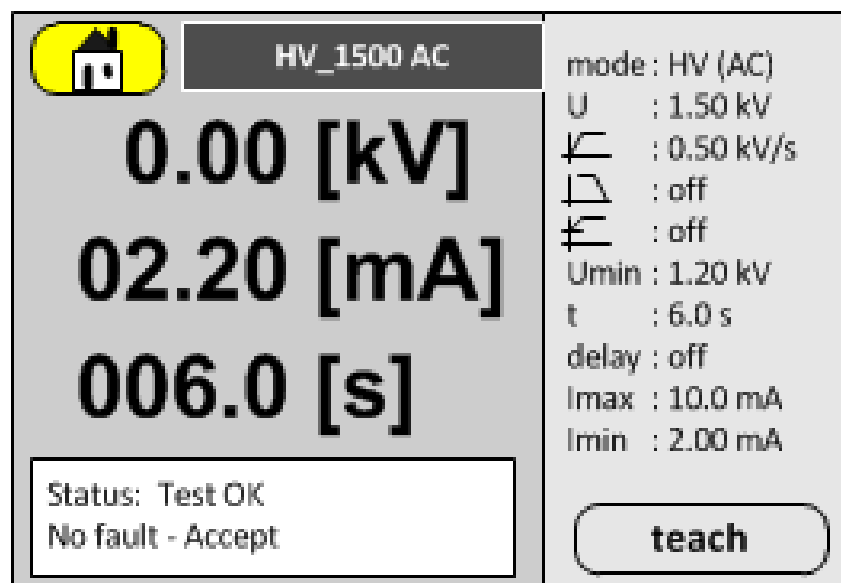 HV_1500 AC
0.00 [kV]
02.20 [mA]
006.0 [s]
Status: Test OK
No fault - Accept
mode : HV (AC)
U : 1.50 kV
: 0.50 kV/s
: off
: off
Umin : 1.20 kV
t : 6.0 s
delay : off
Imax : 10.0 mA
Imin : 2.00 mA
teach